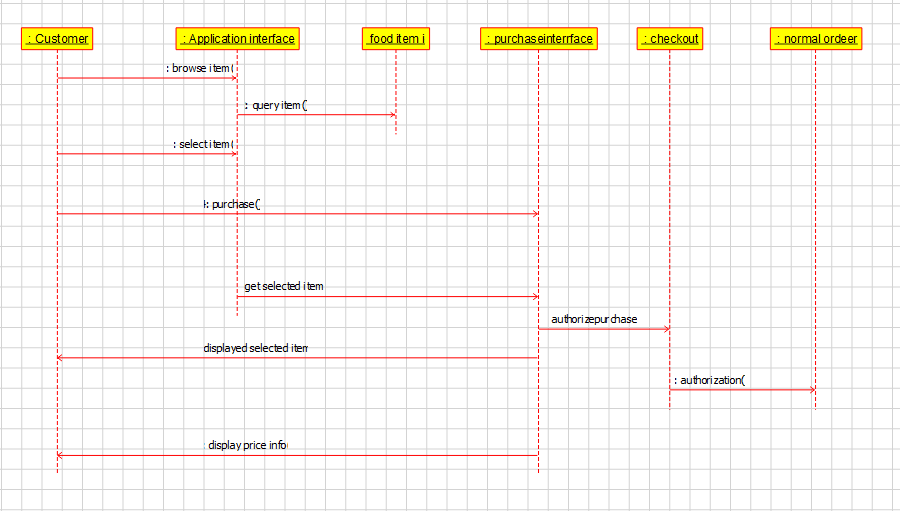 : Customer
: Application interface
food item i
: purchaseinterrface
: checkout
: normal ordeer
: browse item(
: query item(
: select item(
: purchase(
get selected item
authorizepurchase
displayed selected item
: authorization(
: display price info